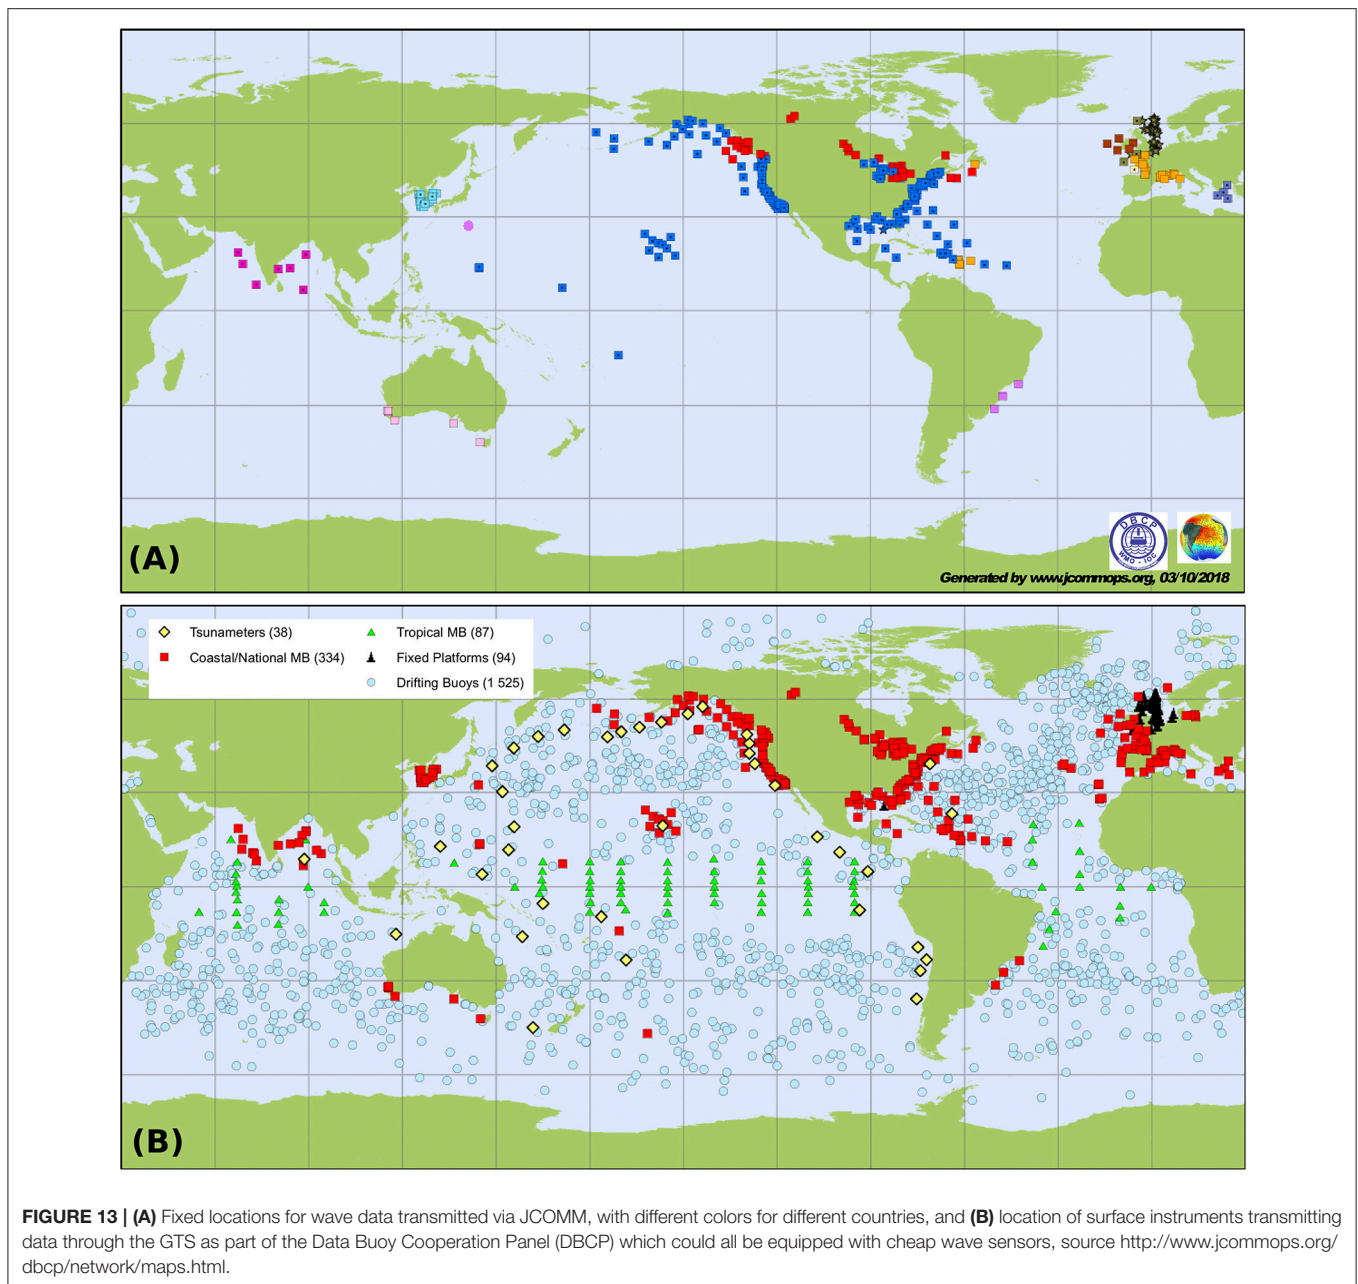 (A)
DBCP
WMO - IOC
Generated by www.jcommops.org, 03/10/2018
Tsunameters (38)
Coastal/National MB (334)
Tropical MB (87)
Fixed Platforms (94)
Drifting Buoys (1 525)
(B)
FIGURE 13 | (A) Fixed locations for wave data transmitted via JCOMM, with different colors for different countries, and (B) location of surface instruments transmitting
data through the GTS as part of the Data Buoy Cooperation Panel (DBCP) which could all be equipped with cheap wave sensors, source http://www.jcommops.org/
dbcp/network/maps.html.